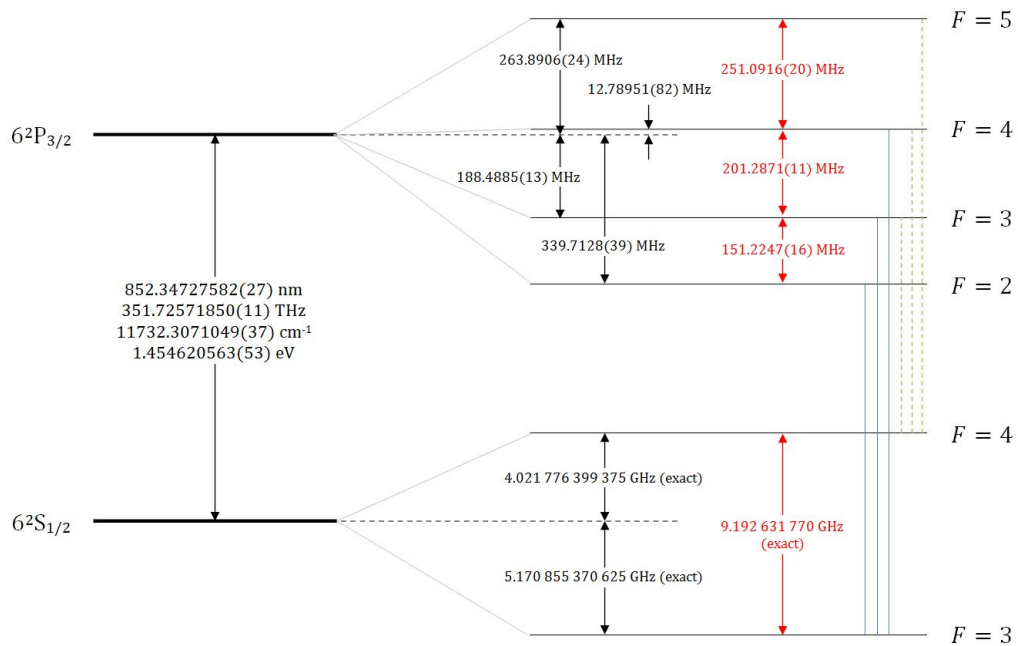 F = 5
263.8906(24) MHz
251.0916(20) MHz
12.78951(82) MHz
6²P₃/₂
F = 4
188.4885(13) MHz
201.2871(11) MHz
F = 3
339.7128(39) MHz
151.2247(16) MHz
F = 2
852.34727582(27) nm
351.72571850(11) THz
11732.3071049(37) cm⁻¹
1.454620563(53) eV
F = 4
4.021 776 399 375 GHz (exact)
6²S₁/₂
9.192 631 770 GHz
(exact)
5.170 855 370 625 GHz (exact)
F = 3